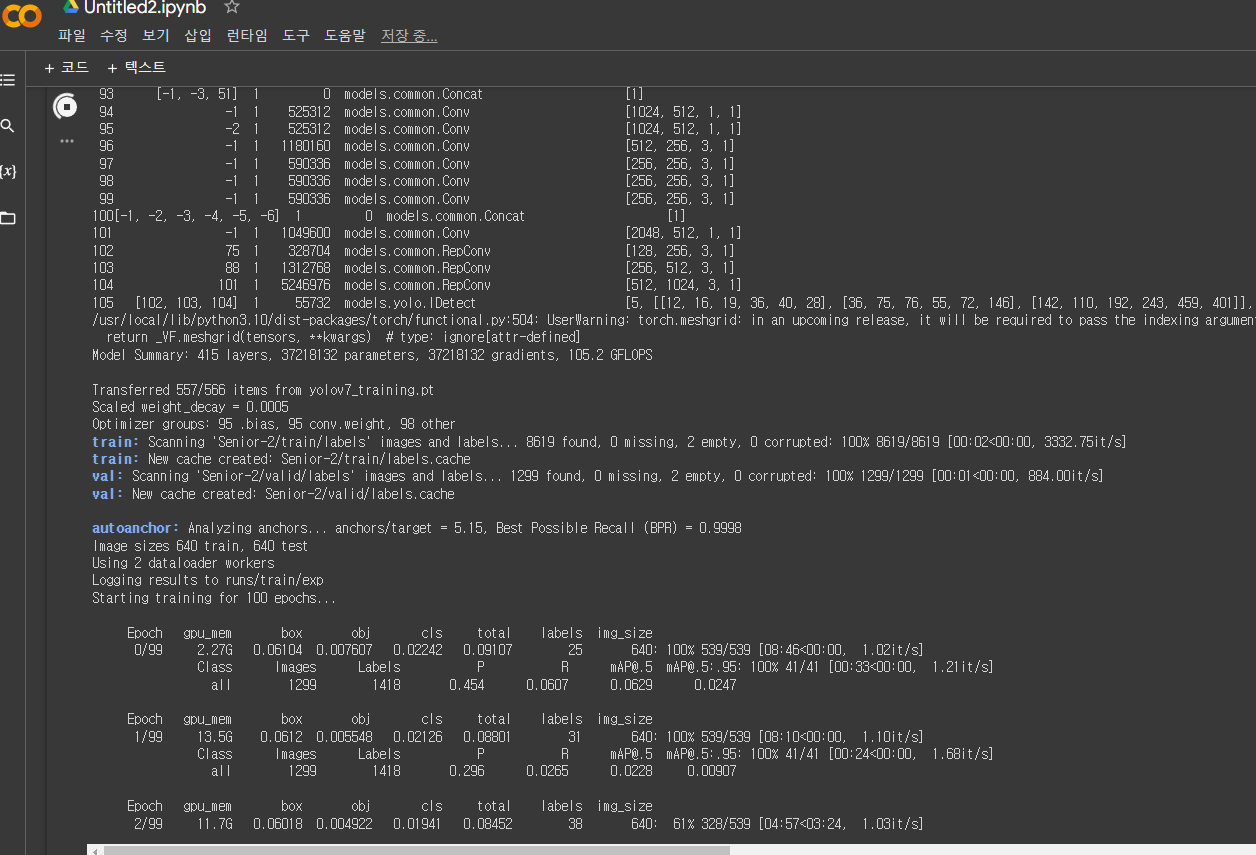 Untitled2.ipynb
파일 수정 보기 삽입 런타임 도구 도움말 저장 중...
+ 코드 + 텍스트
93 [-1, -3, 51] 1 0 models.common.Concat [1]
94 -1 1 525312 models.common.Conv [1024, 512, 1, 1]
95 -2 1 525312 models.common.Conv [1024, 512, 1, 1]
96 -1 1 1180160 models.common.Conv [512, 256, 3, 1]
97 -1 1 590336 models.common.Conv [256, 256, 3, 1]
98 -1 1 590336 models.common.Conv [256, 256, 3, 1]
99 -1 1 590336 models.common.Conv [256, 256, 3, 1]
100[-1, -2, -3, -4, -5, -6] 1 0 models.common.Concat [1]
101 -1 1 1049600 models.common.Conv [2048, 512, 1, 1]
102 75 1 328704 models.common.RepConv [128, 256, 3, 1]
103 88 1 1312768 models.common.RepConv [256, 512, 3, 1]
104 101 1 5246976 models.common.RepConv [512, 1024, 3, 1]
105 [102, 103, 104] 1 55732 models.yolo.IDetect [5, [[12, 16, 19, 36, 40, 28], [36, 75, 76, 55, 72, 146], [142, 110, 192, 243, 459, 401]],
/usr/local/lib/python3.10/dist-packages/torch/functional.py:504: UserWarning: torch.meshgrid: in an upcoming release, it will be required to pass the indexing argument
return _VF.meshgrid(tensors, **kwargs) # type: ignore[attr-defined]
Model Summary: 415 layers, 37218132 parameters, 37218132 gradients, 105.2 GFLOPS
Transferred 557/566 items from yolov7_training.pt
Scaled weight_decay = 0.0005
Optimizer groups: 95 .bias, 95 conv.weight, 98 other
train: Scanning 'Senior-2/train/labels' images and labels... 8619 found, 0 missing, 2 empty, 0 corrupted: 100% 8619/8619 [00:02<00:00, 3332.75it/s]
train: New cache created: Senior-2/train/labels.cache
val: Scanning 'Senior-2/valid/labels' images and labels... 1299 found, 0 missing, 2 empty, 0 corrupted: 100% 1299/1299 [00:01<00:00, 884.00it/s]
val: New cache created: Senior-2/valid/labels.cache
autoanchor: Analyzing anchors... anchors/target = 5.15, Best Possible Recall (BPR) = 0.9998
Image sizes 640 train, 640 test
Using 2 dataloader workers
Logging results to runs/train/exp
Starting training for 100 epochs...
Epoch gpu_mem box obj cls total labels img_size
0/99 2.27G 0.06104 0.007607 0.02242 0.09107 25 640: 100% 539/539 [08:46<00:00, 1.02it/s]
Class Images Labels P R mAP@.5 mAP@.5:.95: 100% 41/41 [00:33<00:00, 1.21it/s]
all 1299 1418 0.454 0.0607 0.0629 0.0247
Epoch gpu_mem box obj cls total labels img_size
1/99 13.5G 0.0612 0.005548 0.02126 0.08801 31 640: 100% 539/539 [08:10<00:00, 1.10it/s]
Class Images Labels P R mAP@.5 mAP@.5:.95: 100% 41/41 [00:24<00:00, 1.68it/s]
all 1299 1418 0.296 0.0265 0.0228 0.00907
Epoch gpu_mem box obj cls total labels img_size
2/99 11.7G 0.06018 0.004922 0.01941 0.08452 38 640: 61% 328/539 [04:57<03:24, 1.03it/s]